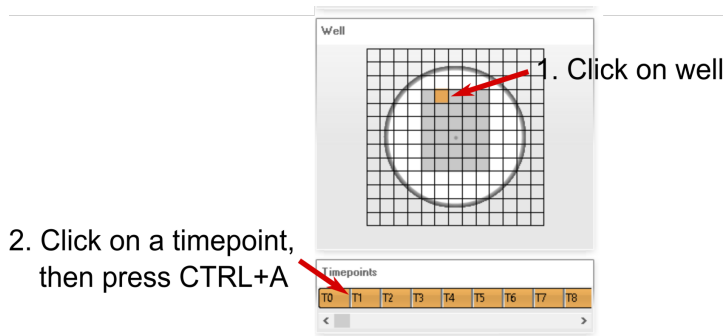 Well
1. Click on well
2. Click on a timepoint,
then press CTRL+A
Timepoints
T0 T1 T2 T3 T4 T5 T6 T7 T8